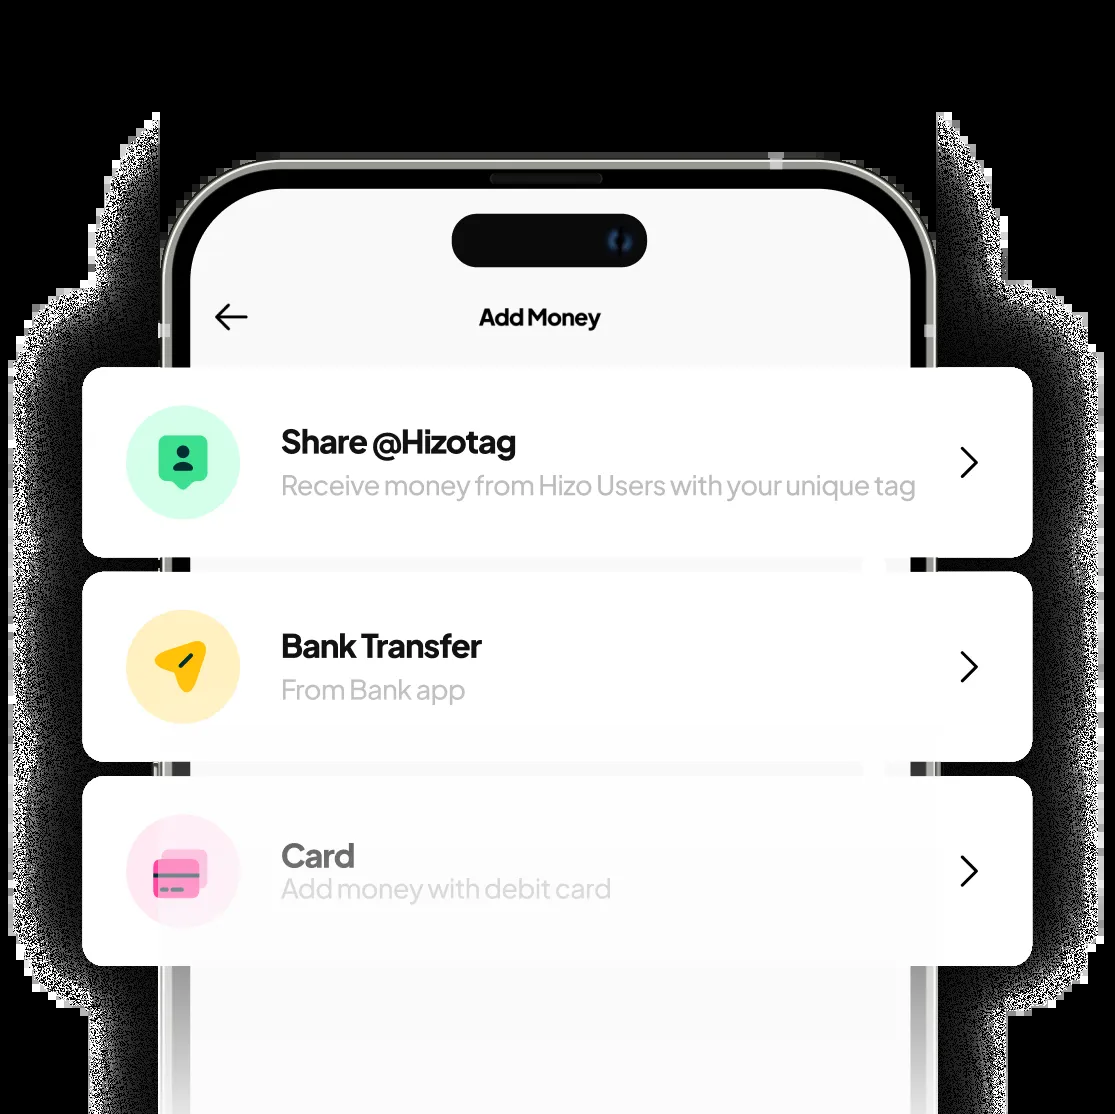 Add Money
Share @Hizotag
Receive money from Hizo Users with your unique tag
Bank Transfer
From Bank app
Card
Add money with debit card